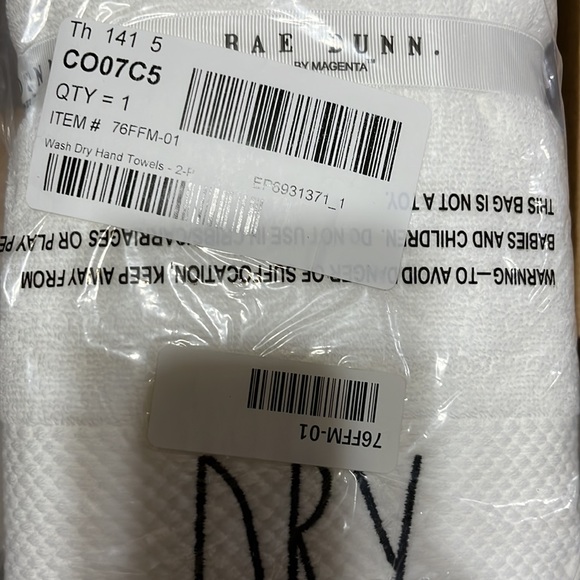 RAE DUNN.
BY MAGENTA™
Th 141 5
CO07C5
QTY = 1
ITEM # 76FFM-01
Wash Dry Hand Towels - 2-P
EP6931371_1
WARNING—TO AVOID DANGER OF SUFFOCATION, KEEP AWAY FROM
BABIES AND CHILDREN. DO NOT USE IN CRIBS, CARRIAGES OR PLAY PE
THIS BAG IS NOT A TOY.
76FFM-01
DRY